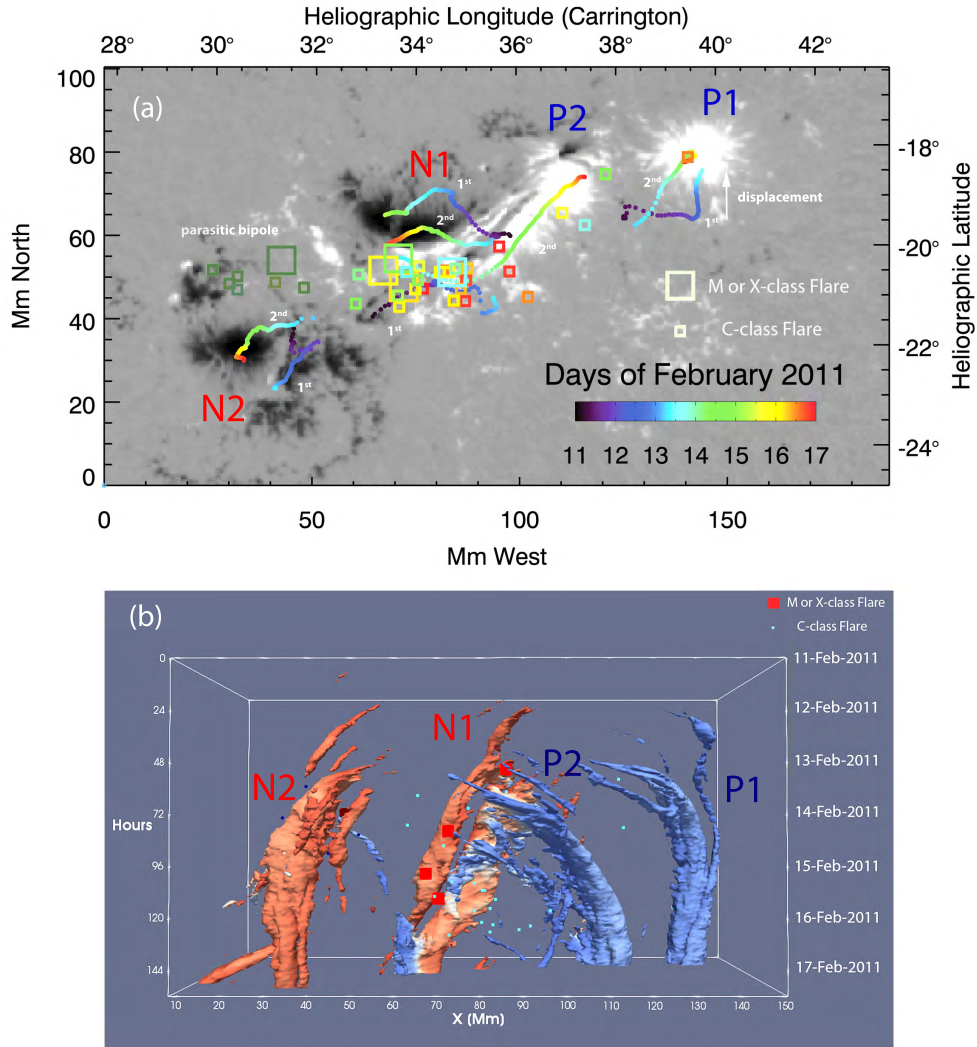 Heliographic Longitude (Carrington)
28° 30° 32° 34° 36° 38° 40° 42°
100
(a)
P2
P1
80
-18°
N1
1st
2nd
2nd
displacement
parasitic bipole
2nd
1st
60
-20°
2nd
M or X-class Flare
40
1st
C-class Flare
2nd
-22°
1st
Days of February 2011
N2
20
-24°
11 12 13 14 15 16 17
0
Mm North
Heliographic Latitude
0 50 100 150
Mm West
(b)
M or X-class Flare
C-class Flare
0
11-Feb-2011
24
12-Feb-2011
N1
48
13-Feb-2011
N2
P2
P1
72
14-Feb-2011
Hours
96
15-Feb-2011
120
16-Feb-2011
144
17-Feb-2011
10 20 30 40 50 60 70 80 90 100 110 120 130 140 150
X (Mm)